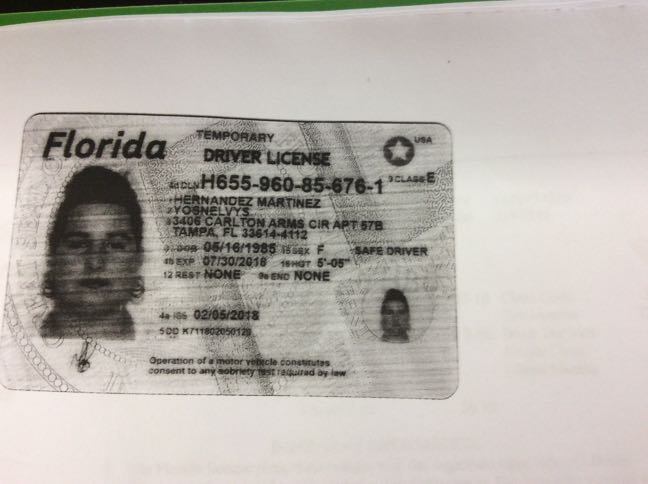 Florida
TEMPORARY
DRIVER LICENSE
USA
4d DLN H655-960-85-676-1 9 CLASS E
1 HERNANDEZ MARTINEZ
2 YOSNELVYS
8 3406 CARLTON ARMS CIR APT 57B
TAMPA, FL 33614-4112
3 DOB 05/16/1985 15 SEX F SAFE DRIVER
4b EXP 07/30/2018 16 HGT 5'-05"
12 REST NONE 9a END NONE
4a ISS 02/05/2018
5 DD K711802050129
Operation of a motor vehicle constitutes
consent to any sobriety test required by law